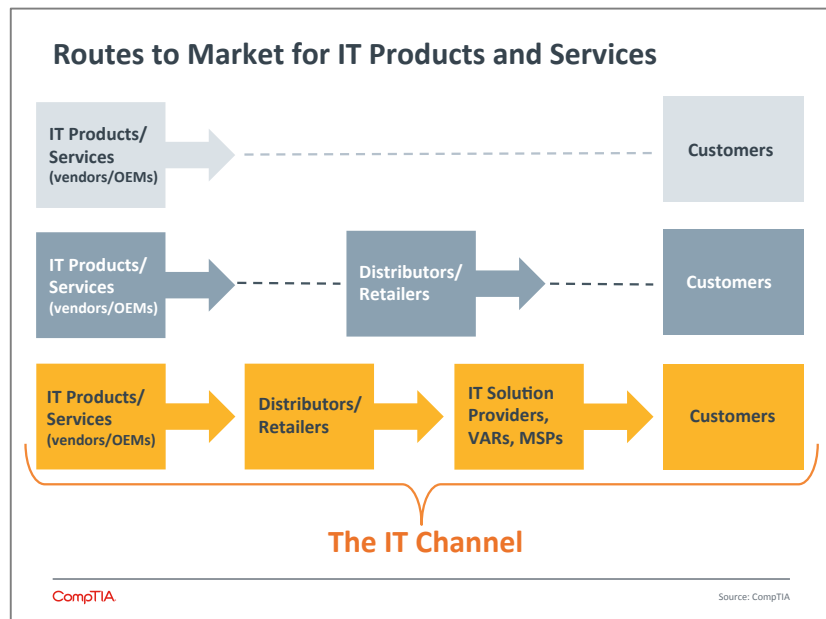 Routes to Market for IT Products and Services
IT Products/
Services
(vendors/OEMs)
Customers
IT Products/
Services
(vendors/OEMs)
Distributors/
Retailers
Customers
IT Products/
Services
(vendors/OEMs)
Distributors/
Retailers
IT Solution
Providers,
VARs, MSPs
Customers
The IT Channel
CompTIA.
Source: CompTIA